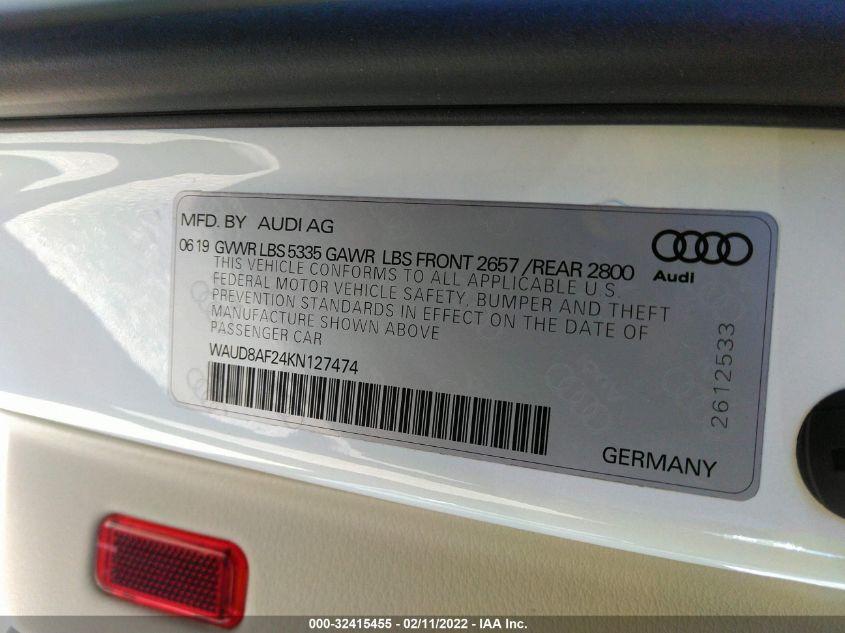 MFD. BY AUDI AG
06 19 GVWR LBS 5335 GAWR LBS FRONT 2657 / REAR 2800
THIS VEHICLE CONFORMS TO ALL APPLICABLE U.S.
FEDERAL MOTOR VEHICLE SAFETY, BUMPER AND THEFT
PREVENTION STANDARDS IN EFFECT ON THE DATE OF
MANUFACTURE SHOWN ABOVE
PASSENGER CAR
WAUD8AF24KN127474
Audi
2612533
GERMANY
000-32415455 - 02/11/2022 - IAA Inc.